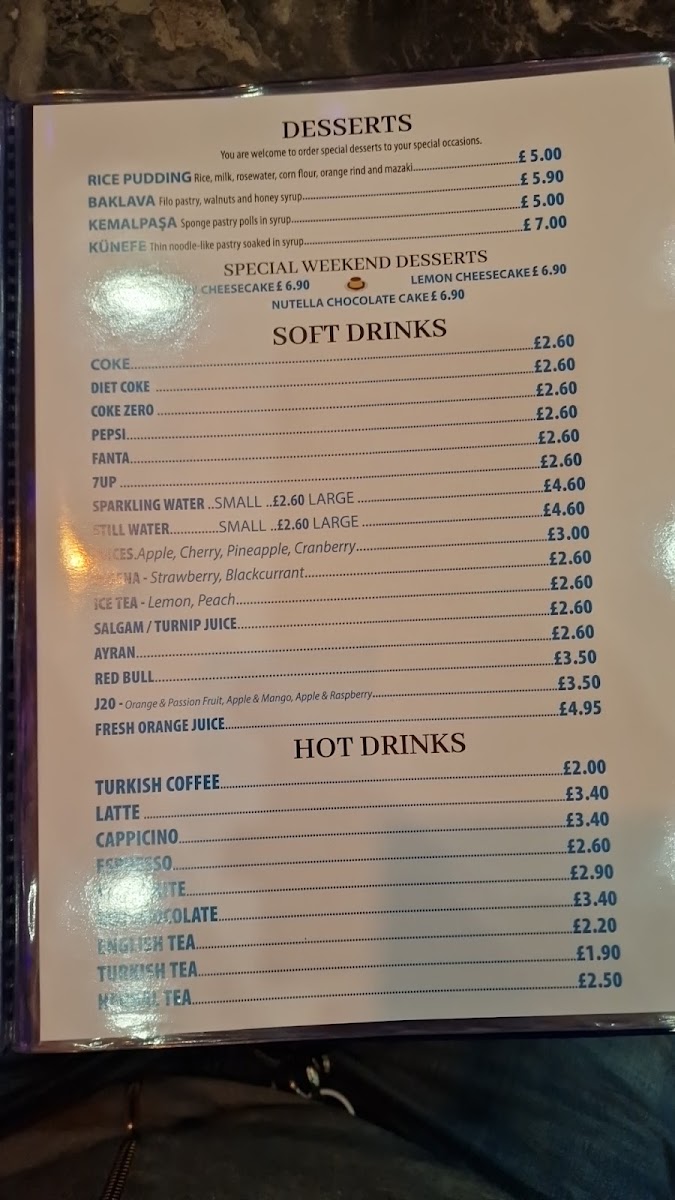 DESSERTS
You are welcome to order special desserts to your special occasions.
RICE PUDDING Rice, milk, rosewater, corn flour, orange rind and mazaki...£ 5.00
BAKLAVA Filo pastry, walnuts and honey syrup...£ 5.90
KEMALPAŞA Sponge pastry polls in syrup...£ 5.00
KÜNEFE Thin noodle-like pastry soaked in syrup...£ 7.00
SPECIAL WEEKEND DESSERTS
CHEESECAKE £ 6.90 LEMON CHEESECAKE £ 6.90
NUTELLA CHOCOLATE CAKE £ 6.90
SOFT DRINKS
COKE...£2.60
DIET COKE ...£2.60
COKE ZERO ...£2.60
PEPSI...£2.60
FANTA...£2.60
7UP ...£2.60
SPARKLING WATER ..SMALL ..£2.60 LARGE ...£4.60
STILL WATER...SMALL ..£2.60 LARGE ...£4.60
Apple, Cherry, Pineapple, Cranberry...£3.00
- Strawberry, Blackcurrant...£2.60
ICE TEA - Lemon, Peach...£2.60
SALGAM / TURNIP JUICE...£2.60
AYRAN...£2.60
RED BULL...£3.50
J20 - Orange & Passion Fruit, Apple & Mango, Apple & Raspberry...£3.50
FRESH ORANGE JUICE...£4.95
HOT DRINKS
TURKISH COFFEE...£2.00
LATTE ...£3.40
CAPPICINO...£3.40
ESPRESSO...£2.60
...£2.90
CHOCOLATE...£3.40
ENGLISH TEA...£2.20
TURKISH TEA...£1.90
TEA...£2.50